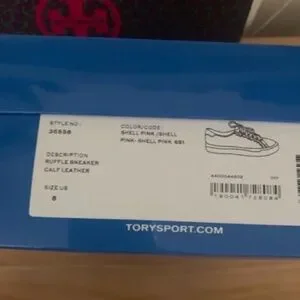 STYLE NO:
COLOR/CODE:
SHELL PINK /SHELL
PINK-SHELL PINK 651
DESCRIPTION
RUFFLE SNEAKER
CALF LEATHER
SIZE US
6
TORYSPORT.COM